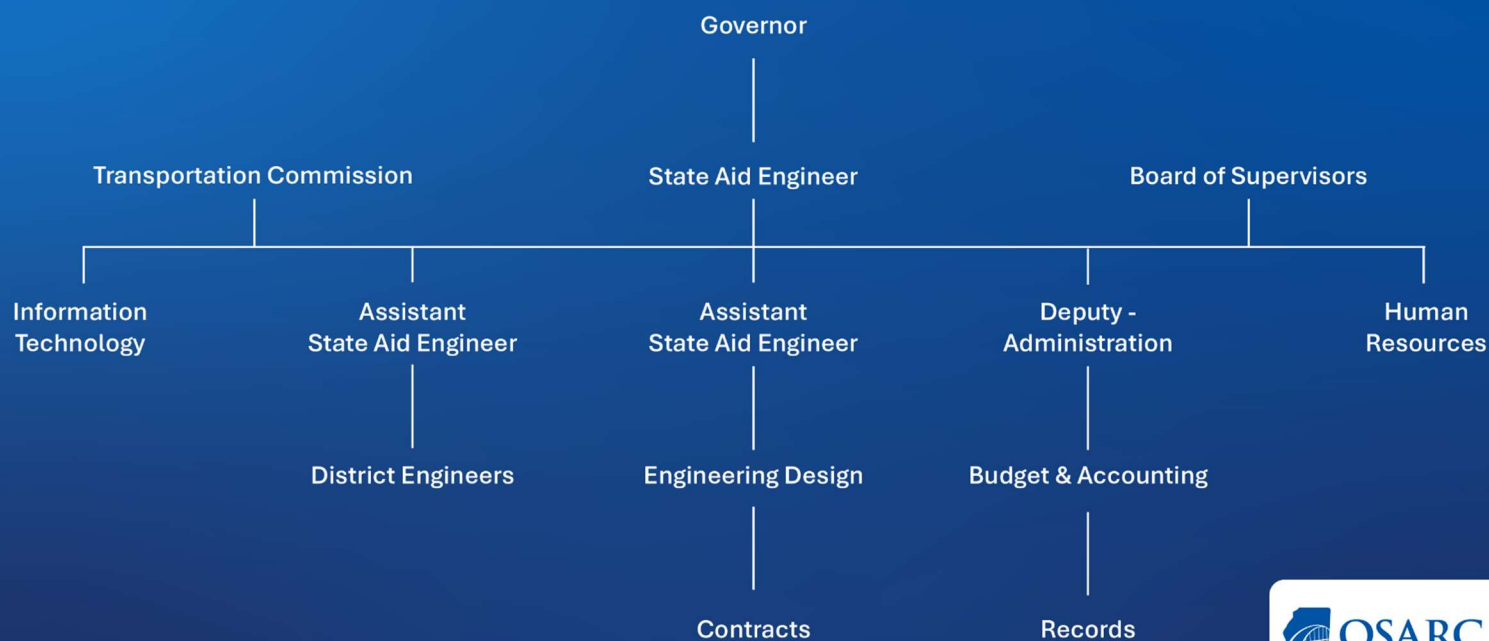 Governor
Transportation Commission
State Aid Engineer
Board of Supervisors
Information
Technology
Assistant
State Aid Engineer
Assistant
State Aid Engineer
Deputy -
Administration
Human
Resources
District Engineers
Engineering Design
Budget & Accounting
Contracts
Records
OSARC